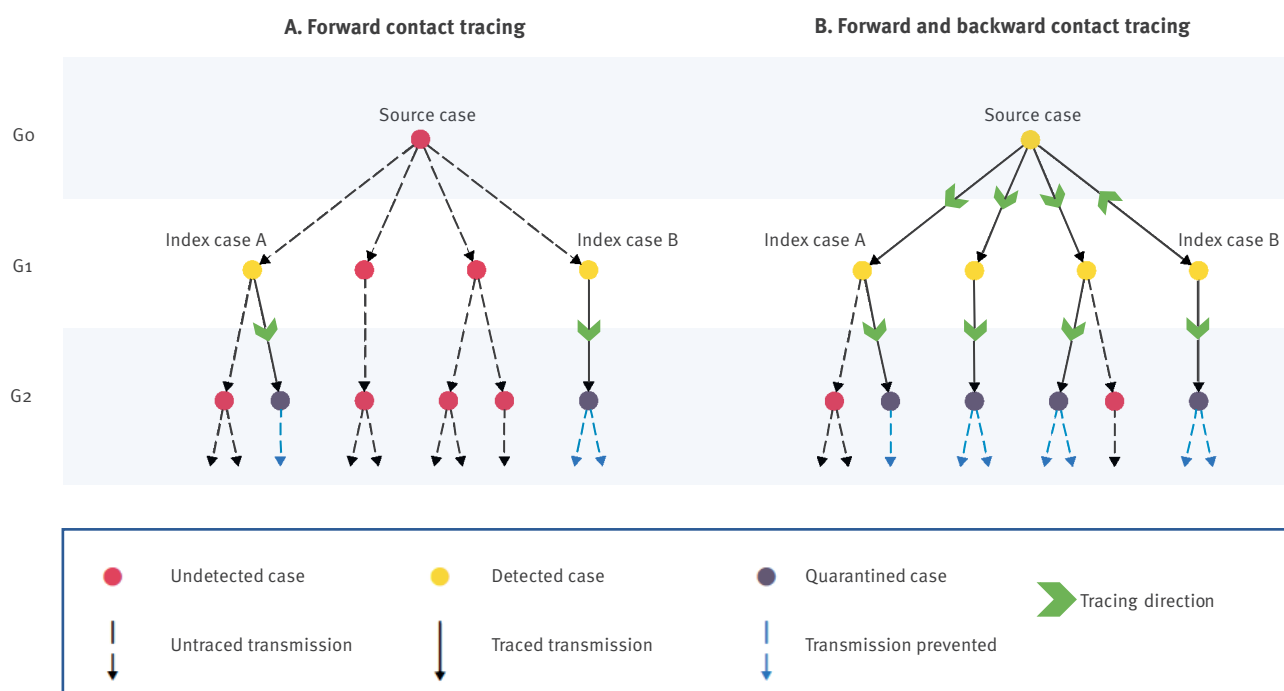 A. Forward contact tracing
B. Forward and backward contact tracing
G0
Source case
Source case
Index case A
Index case B
Index case A
Index case B
G1
G2
Undetected case
Detected case
Quarantined case
Tracing direction
Untraced transmission
Traced transmission
Transmission prevented